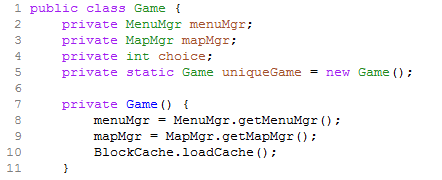 1 public class Game {
2     private MenuMgr menuMgr;
3     private MapMgr mapMgr;
4     private int choice;
5     private static Game uniqueGame = new Game();
6
7     private Game() {
8         menuMgr = MenuMgr.getMenuMgr();
9         mapMgr = MapMgr.getMapMgr();
10         BlockCache.loadCache();
11     }